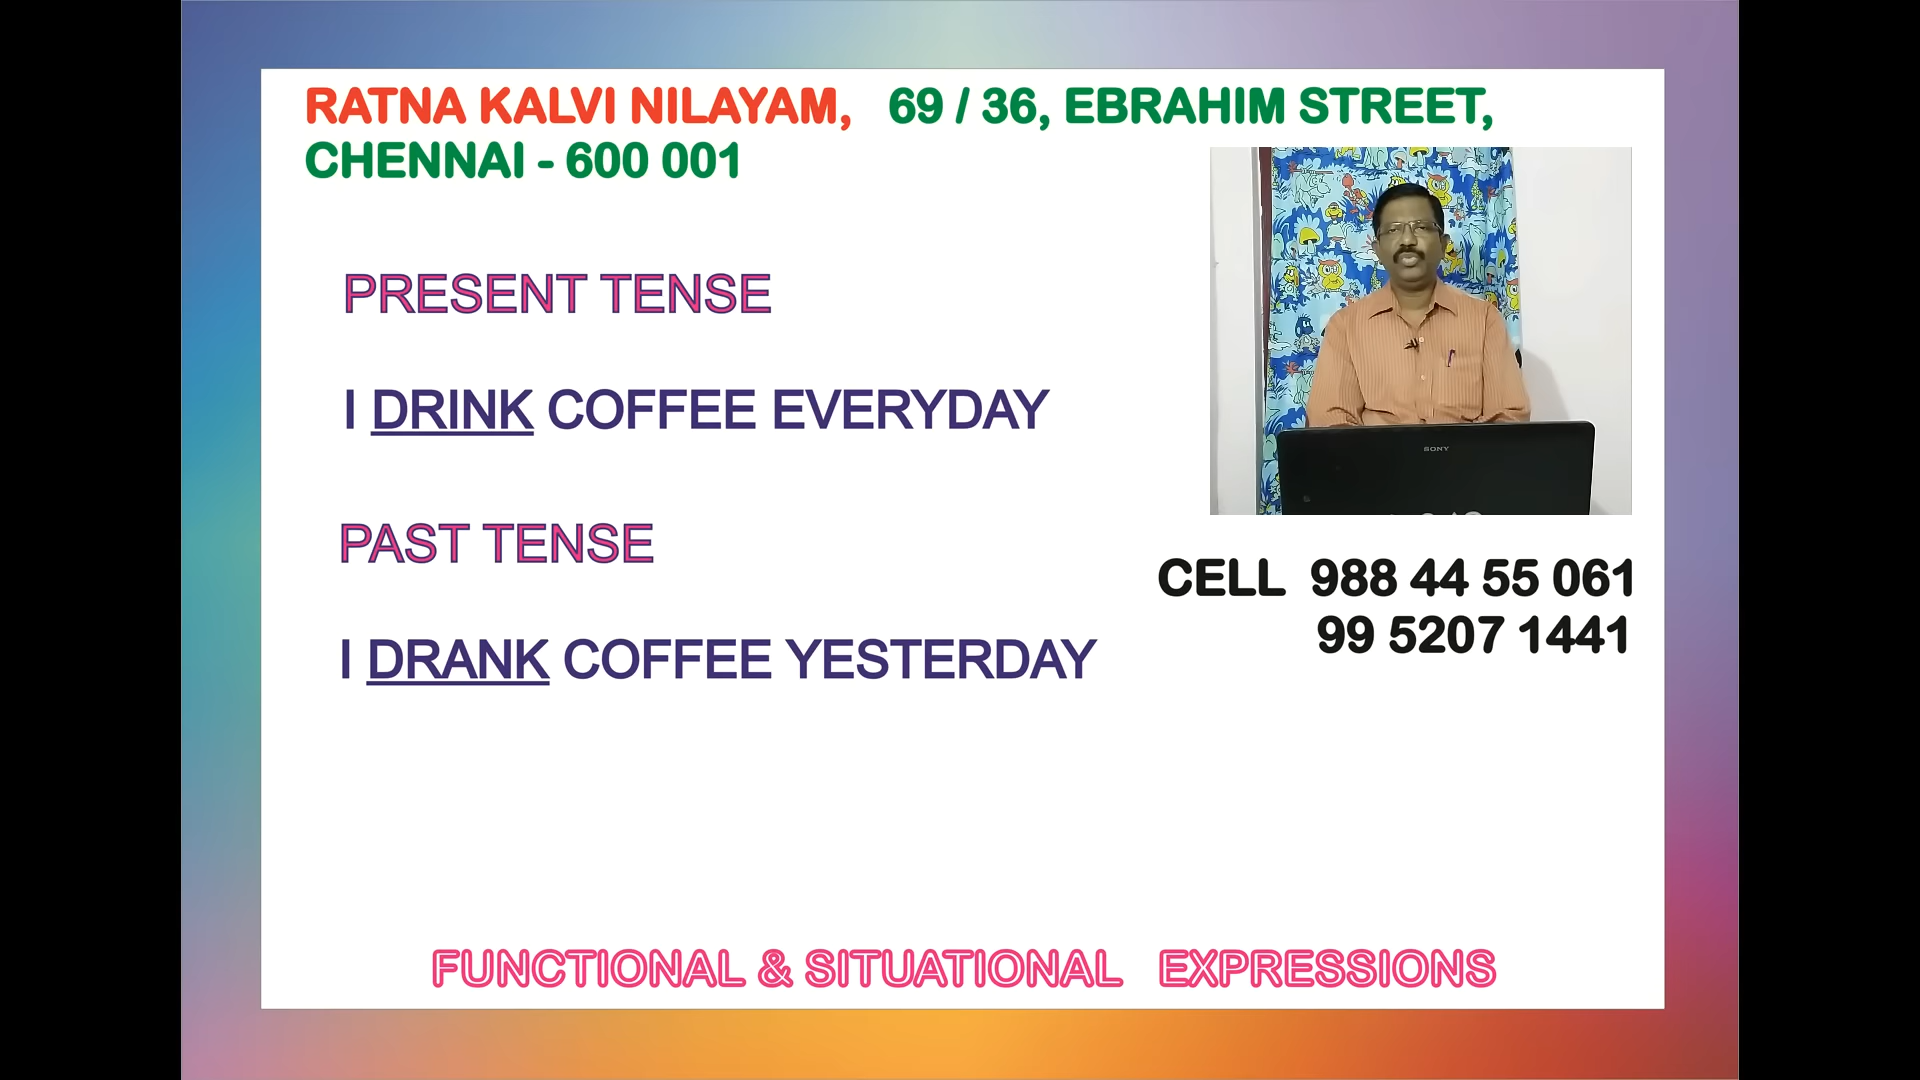 RATNA KALVI NILAYAM, 69 / 36, EBRAHIM STREET,
CHENNAI - 600 001
PRESENT TENSE
I DRINK COFFEE EVERYDAY
PAST TENSE
I DRANK COFFEE YESTERDAY
SONY
CELL 988 44 55 061
99 5207 1441
FUNCTIONAL & SITUATIONAL EXPRESSIONS